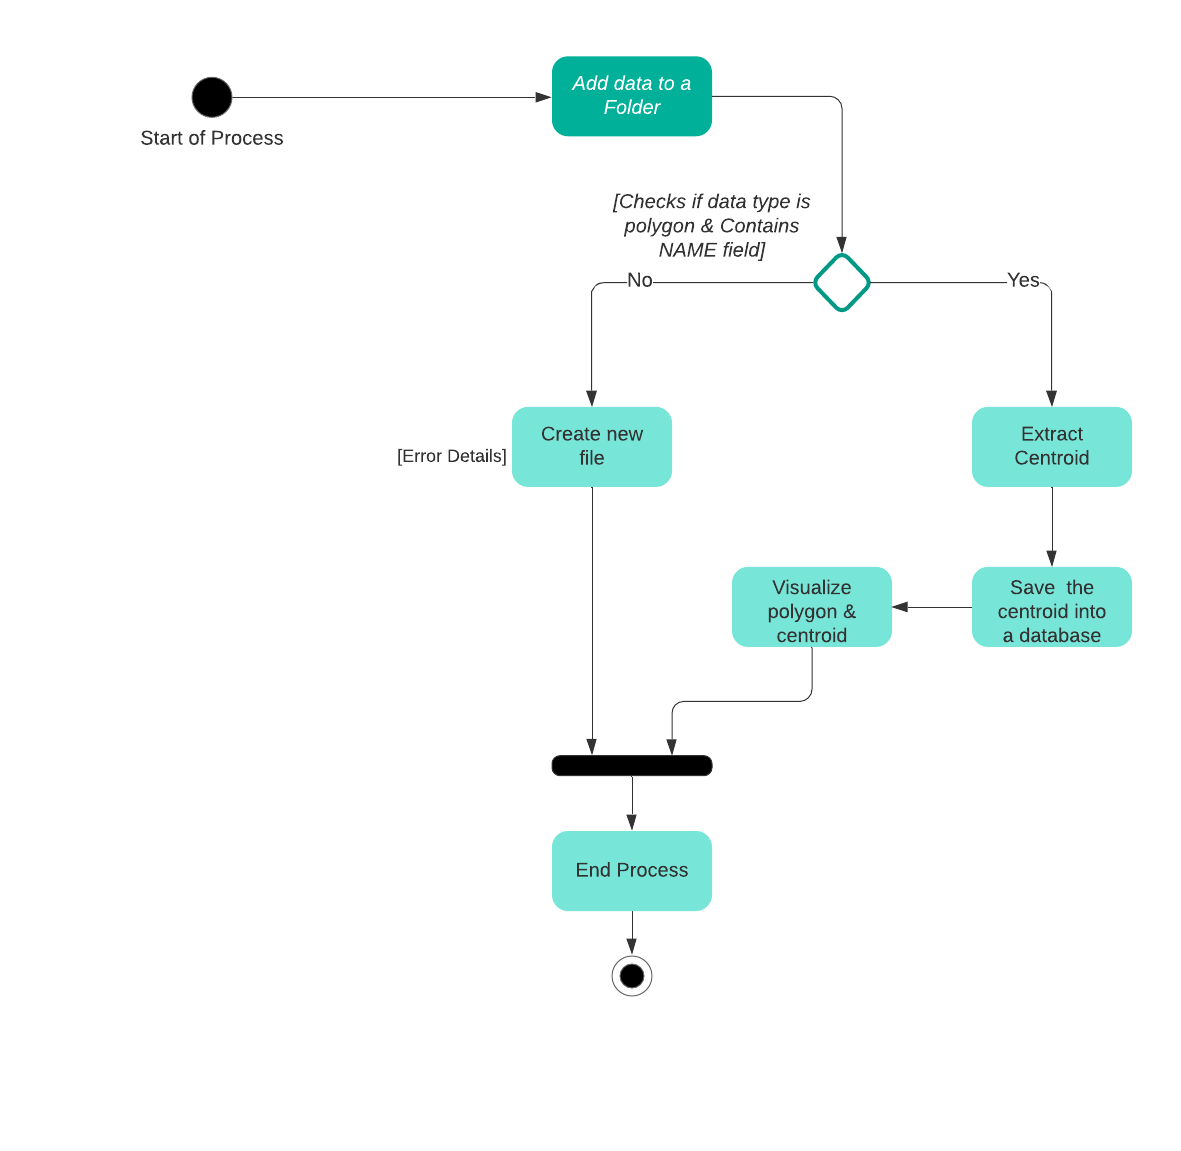 Add data to a
Folder
Start of Process
[Checks if data type is
polygon & Contains
NAME field]
No
Yes
Create new
file
[Error Details]
Extract
Centroid
Visualize
polygon &
centroid
Save  the
centroid into
a database
End Process